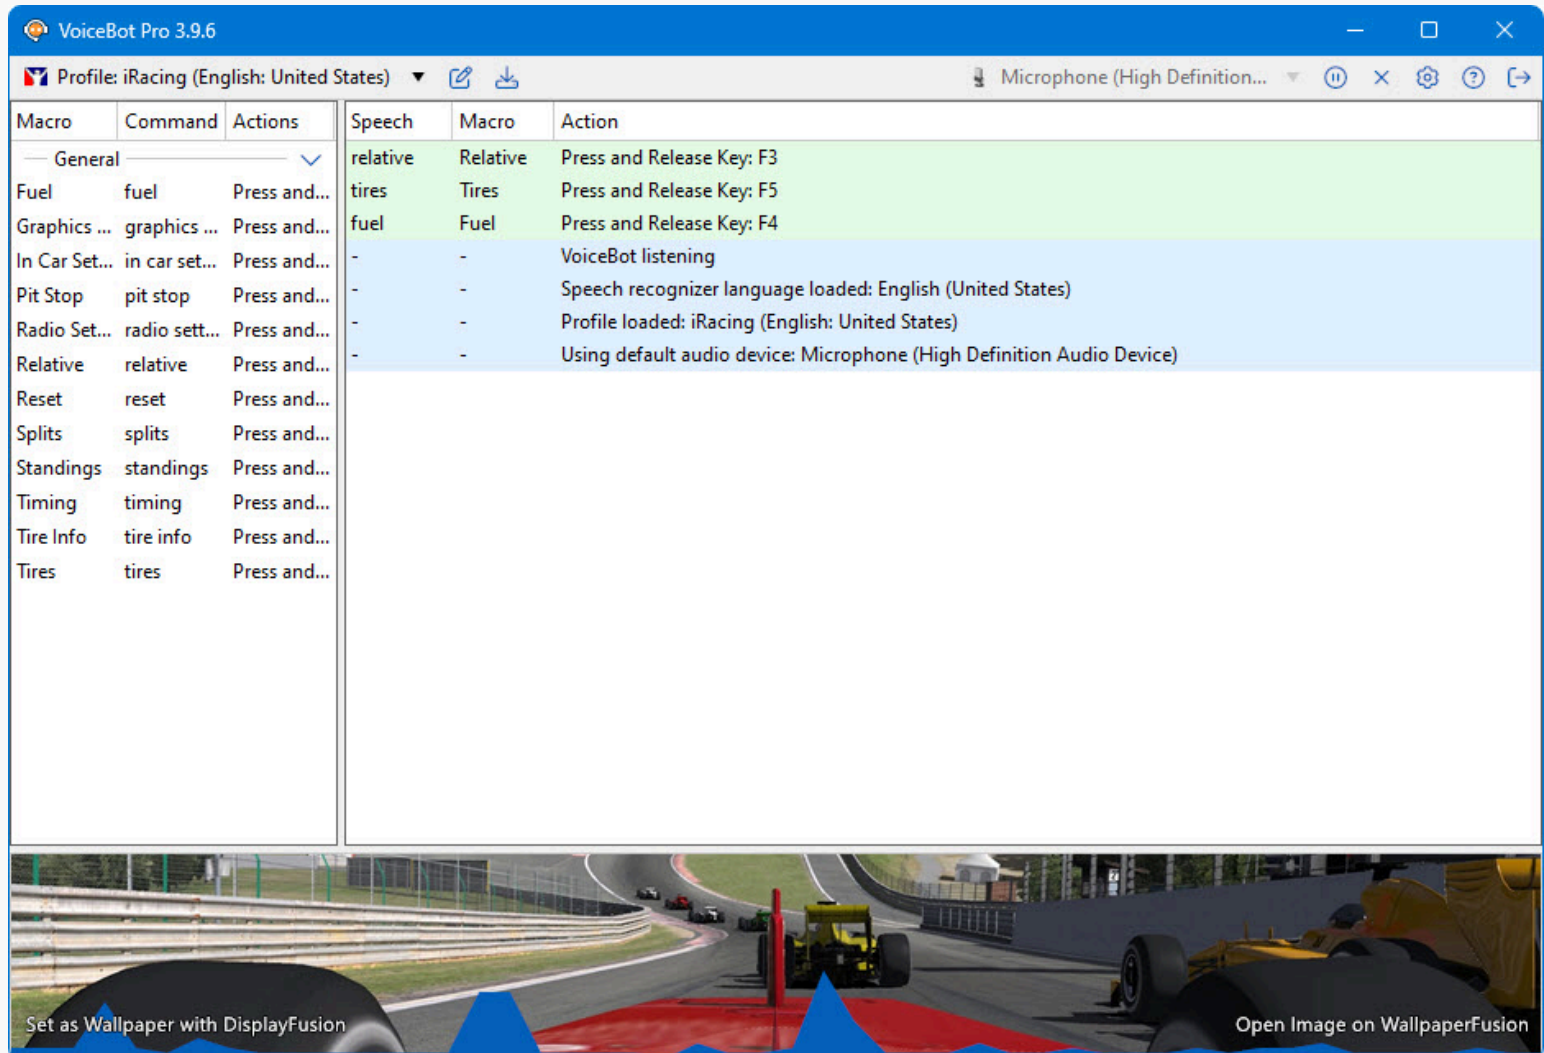 VoiceBot Pro 3.9.6
Profile: iRacing (English: United States)
Microphone (High Definition...
Macro Command Actions
General
Fuel fuel Press and...
Graphics ... graphics ... Press and...
In Car Set... in car set... Press and...
Pit Stop pit stop Press and...
Radio Set... radio sett... Press and...
Relative relative Press and...
Reset reset Press and...
Splits splits Press and...
Standings standings Press and...
Timing timing Press and...
Tire Info tire info Press and...
Tires tires Press and...
Speech Macro Action
relative Relative Press and Release Key: F3
tires Tires Press and Release Key: F5
fuel Fuel Press and Release Key: F4
- - VoiceBot listening
- - Speech recognizer language loaded: English (United States)
- - Profile loaded: iRacing (English: United States)
- - Using default audio device: Microphone (High Definition Audio Device)
Set as Wallpaper with DisplayFusion
Open Image on WallpaperFusion